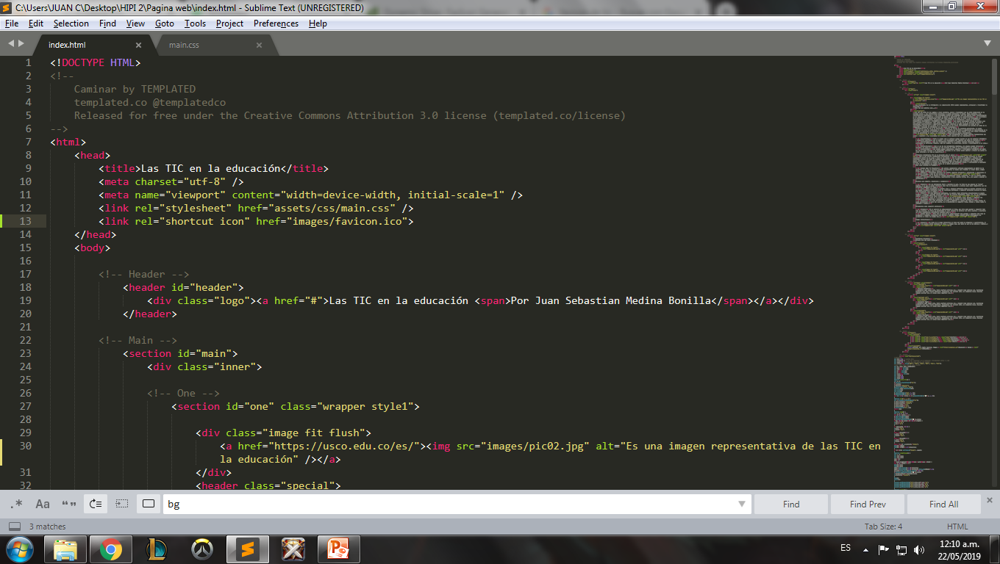 C:\Users\JUAN C\Desktop\HIPI 2\Pagina web\index.html - Sublime Text (UNREGISTERED)
File Edit Selection Find View Goto Tools Project Preferences Help
index.html × main.css ×
1 <!DOCTYPE HTML>
2 <!--
3 Caminar by TEMPLATED
4 templated.co @templatedco
5 Released for free under the Creative Commons Attribution 3.0 license (templated.co/license)
6 -->
7 <html>
8 <head>
9 <title>Las TIC en la educación</title>
10 <meta charset="utf-8" />
11 <meta name="viewport" content="width=device-width, initial-scale=1" />
12 <link rel="stylesheet" href="assets/css/main.css" />
13 <link rel="shortcut icon" href="images/favicon.ico">
14 </head>
15 <body>
16
17 <!-- Header -->
18 <header id="header">
19 <div class="logo"><a href="#">Las TIC en la educación <span>Por Juan Sebastian Medina Bonilla</span></a></div>
20 </header>
21
22 <!-- Main -->
23 <section id="main">
24 <div class="inner">
25
26 <!-- One -->
27 <section id="one" class="wrapper style1">
28
29 <div class="image fit flush">
30 <a href="https://usco.edu.co/es/"><img src="images/pic02.jpg" alt="Es una imagen representativa de las TIC en
la educación" /></a>
31 </div>
32 <header class="special">
.* Aa “” bg Find Find Prev Find All ×
3 matches Tab Size: 4 HTML
ES 12:10 a.m.
22/05/2019